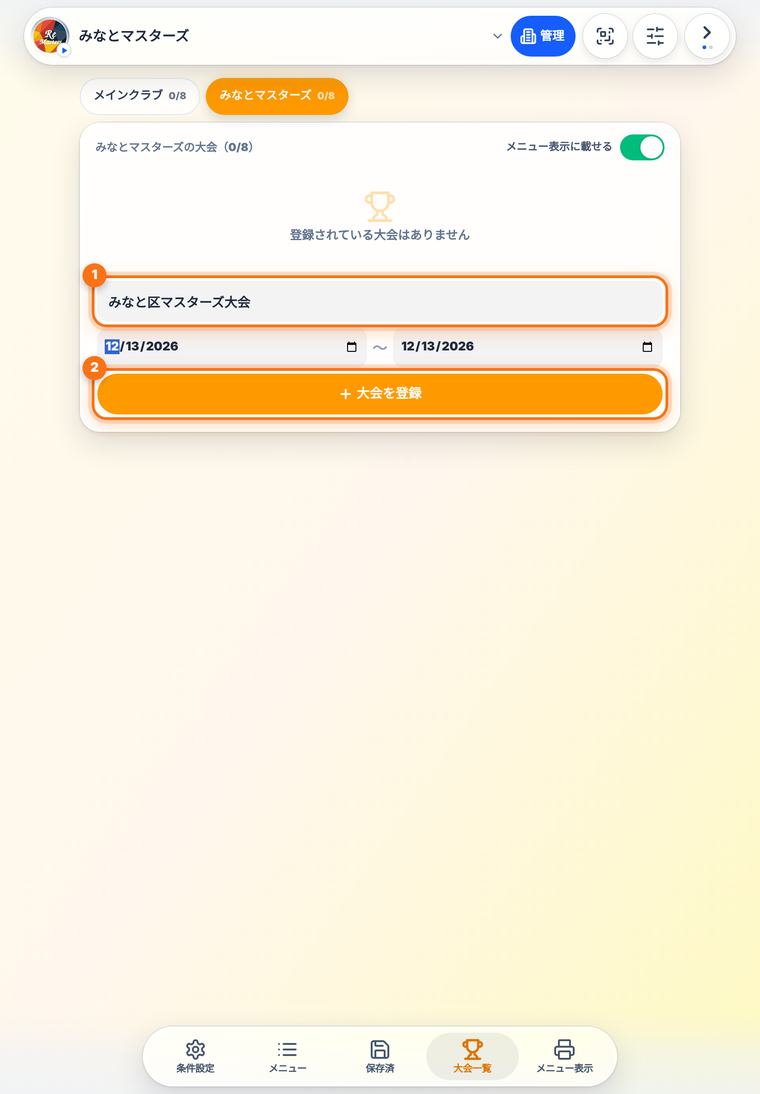 みなとマスターズ
管理
メインクラブ 0/8
みなとマスターズ 0/8
みなとマスターズの大会（0/8）
メニュー表示に載せる
登録されている大会はありません
1
みなと区マスターズ大会
12/13/2026 〜 12/13/2026
2
+ 大会を登録
条件設定
メニュー
保存済
大会一覧
メニュー表示